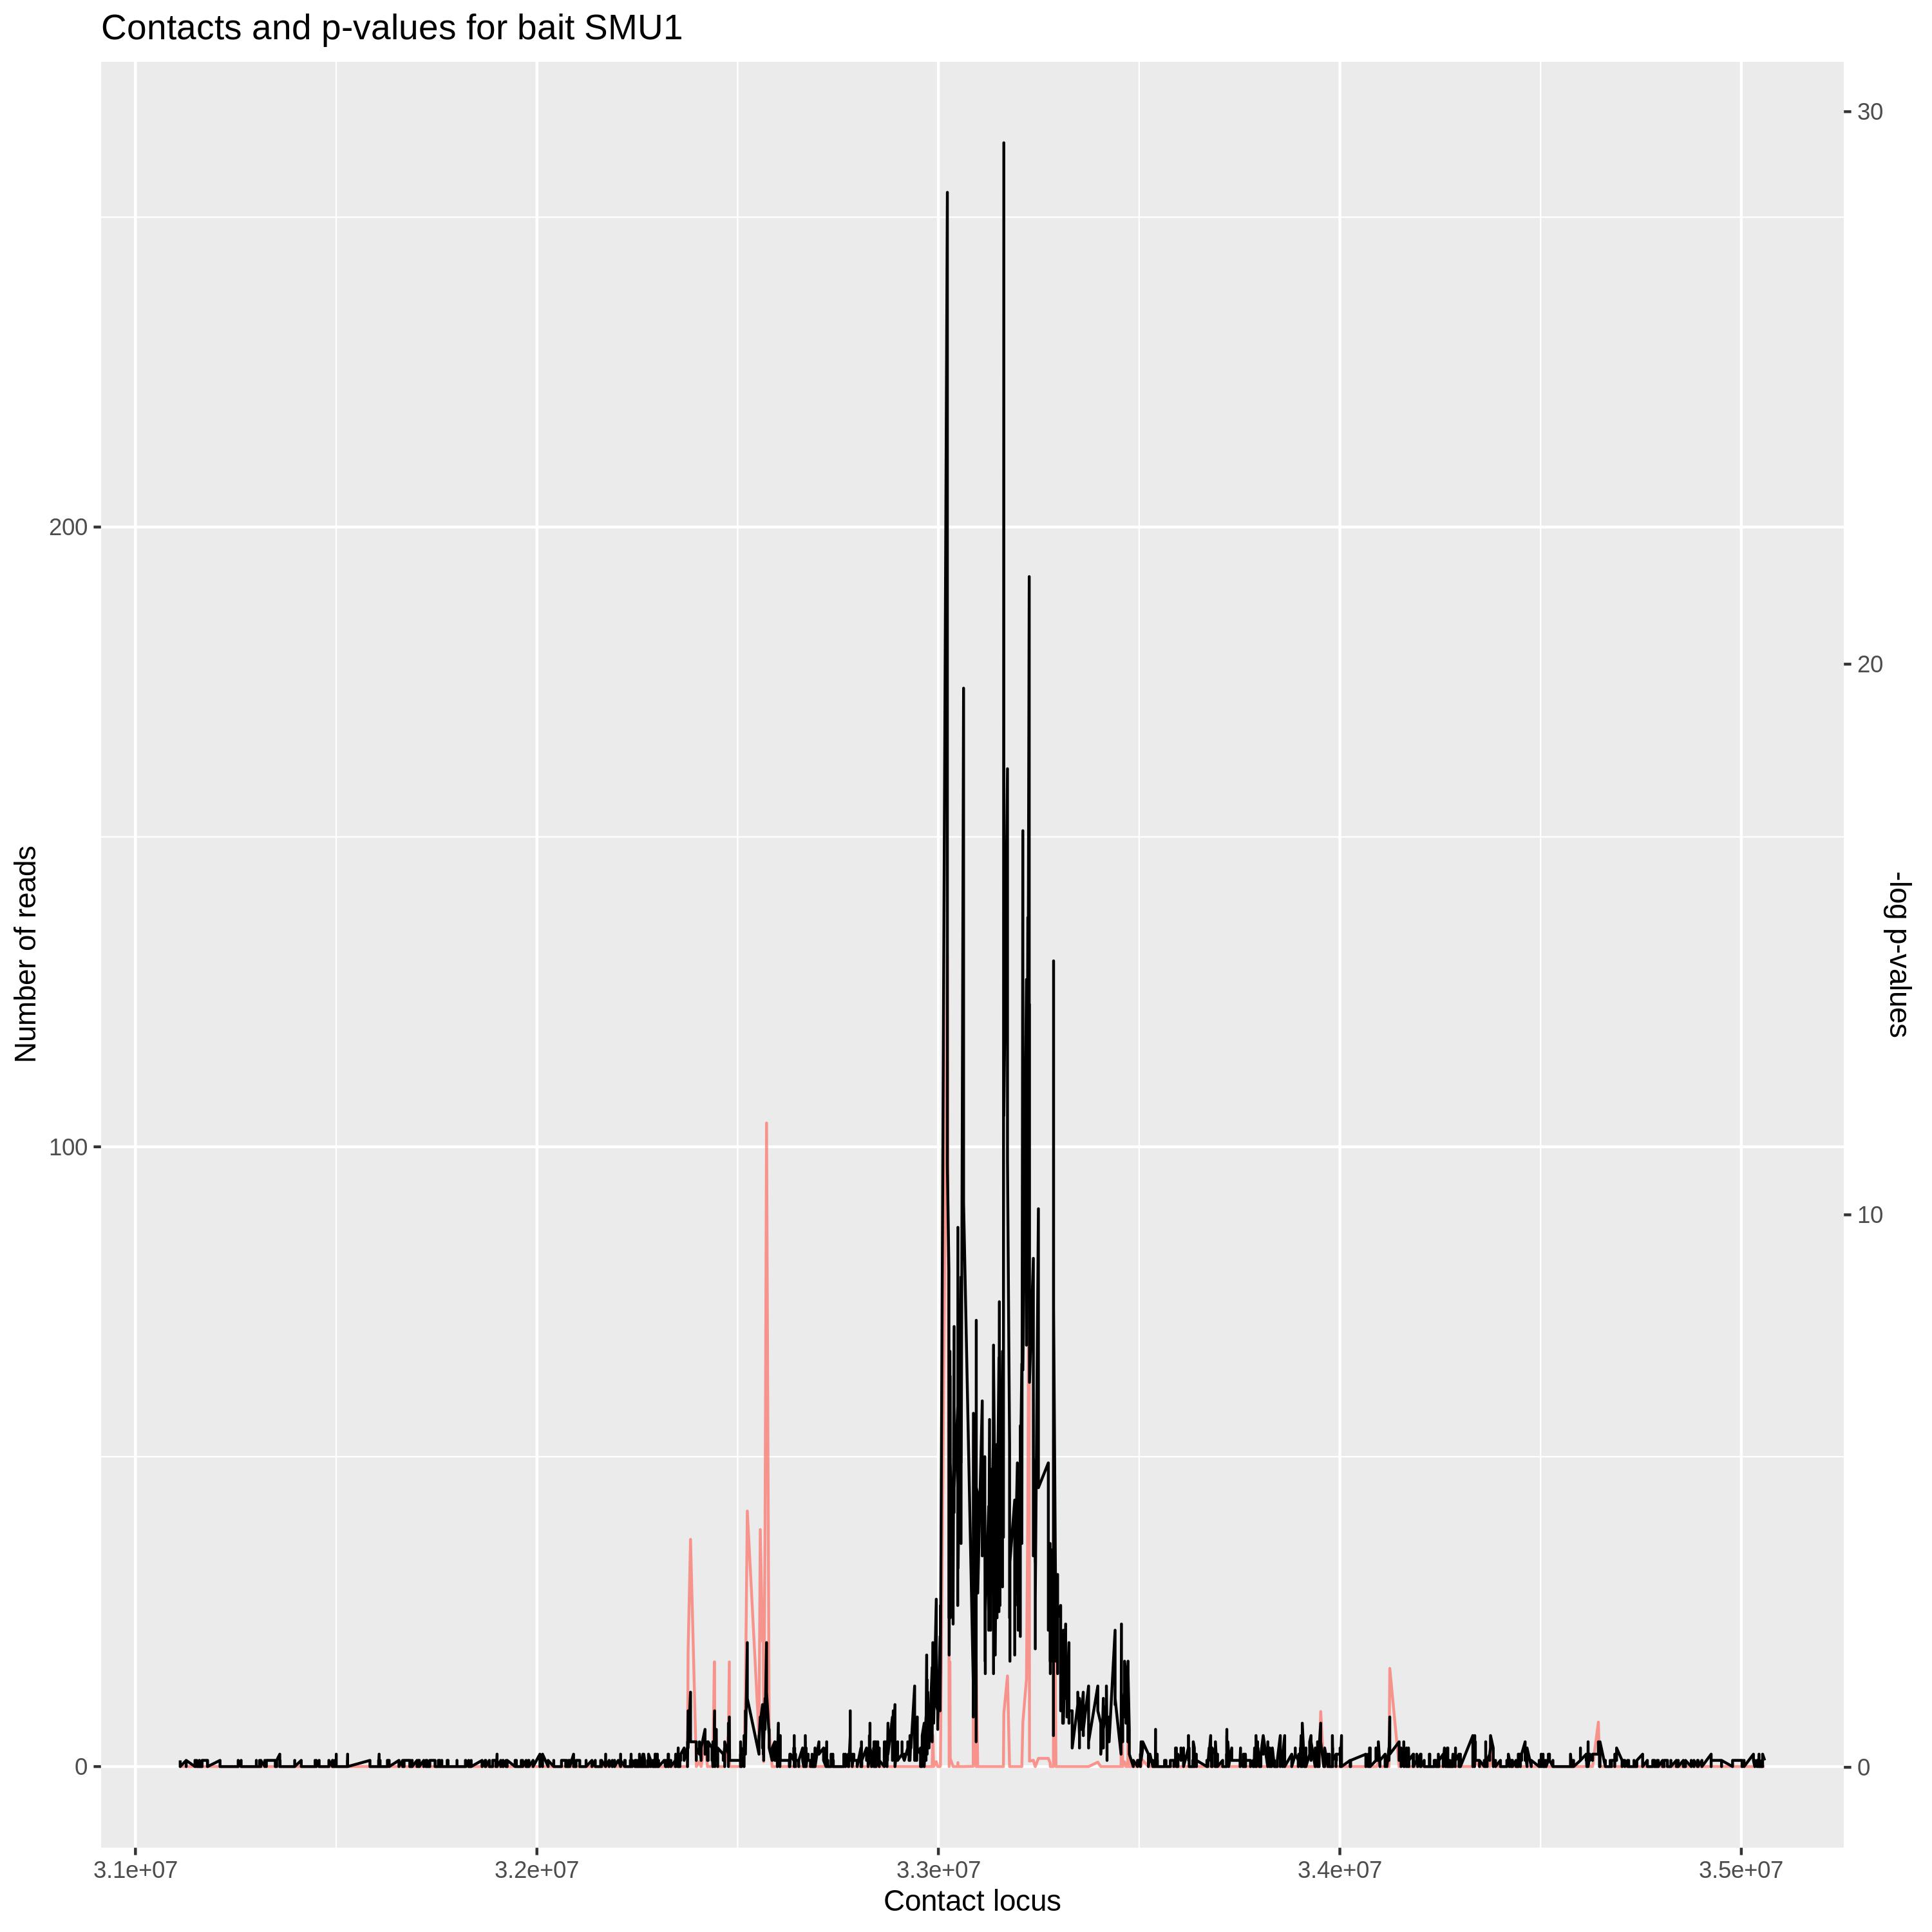 Contacts and p-values for bait SMU1
30
200
20
Number of reads
-log p-values
100
10
0
0
3.1e+07
3.2e+07
3.3e+07
3.4e+07
3.5e+07
Contact locus